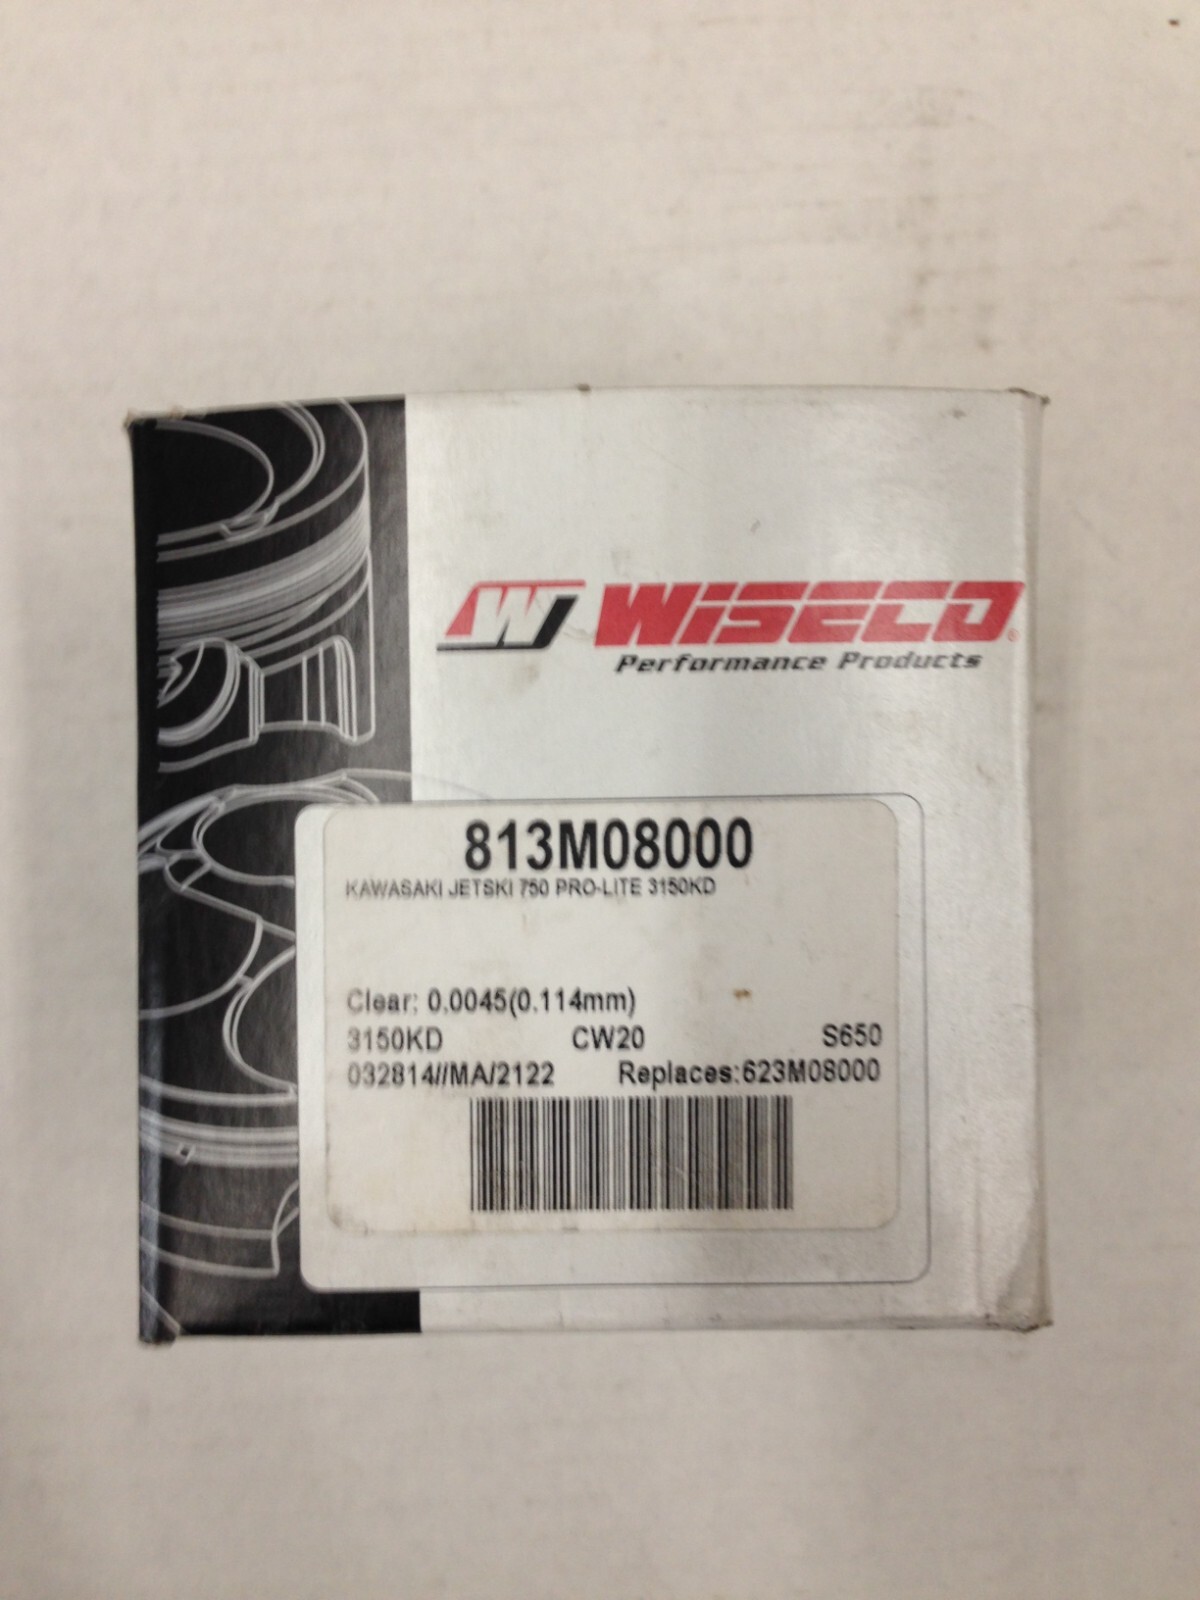 W WISECO®
Performance Products
813M08000
KAWASAKI JETSKI 750 PRO-LITE 3150KD
Clear: 0.0045(0.114mm)
3150KD CW20 S650
032814//MA/2122 Replaces:623M08000